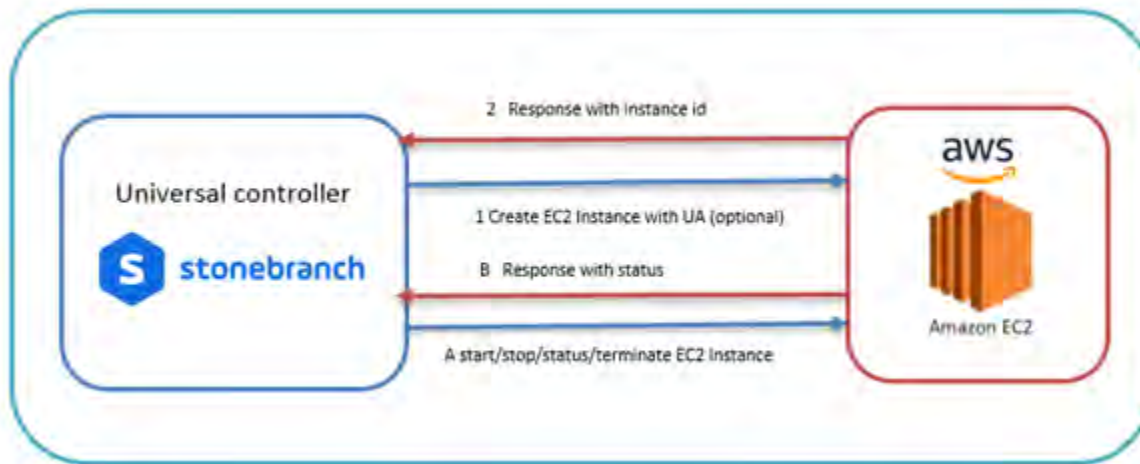 2 Response with instance id
Universal controller
stonebranch
aws
1 Create EC2 Instance with UA (optional)
B Response with status
Amazon EC2
A start/stop/status/terminate EC2 Instance